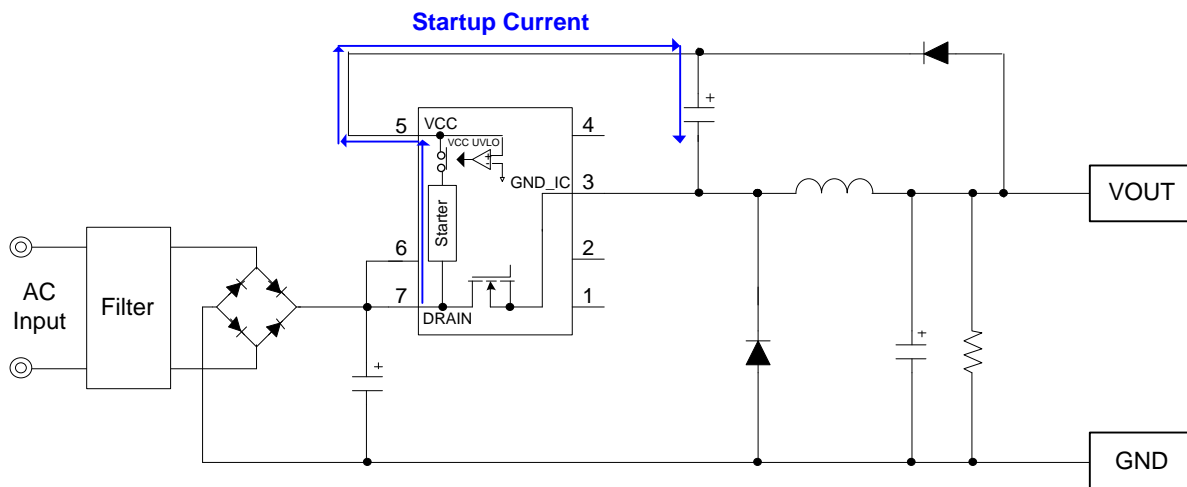 Startup Current
+
5
VCC
4
VCC UVLO
+
-
GND_IC
3
VOUT
Starter
6
2
AC
Input
Filter
7
1
DRAIN
+
+
GND